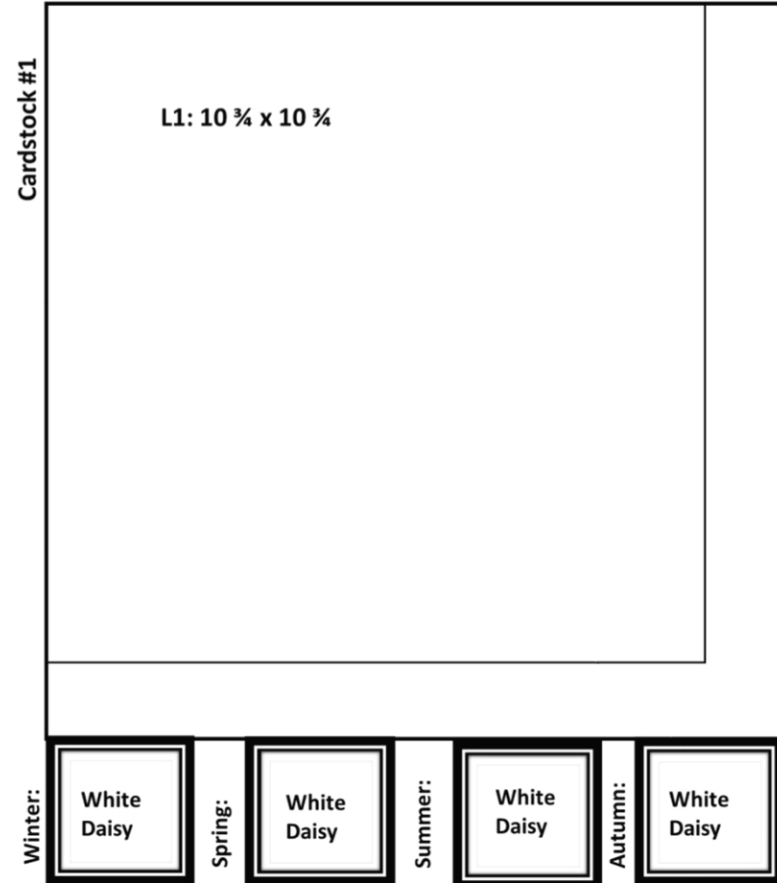 Cardstock #1
L1: 10 ¾ x 10 ¾
Winter:
White
Daisy
Spring:
White
Daisy
Summer:
White
Daisy
Autumn:
White
Daisy